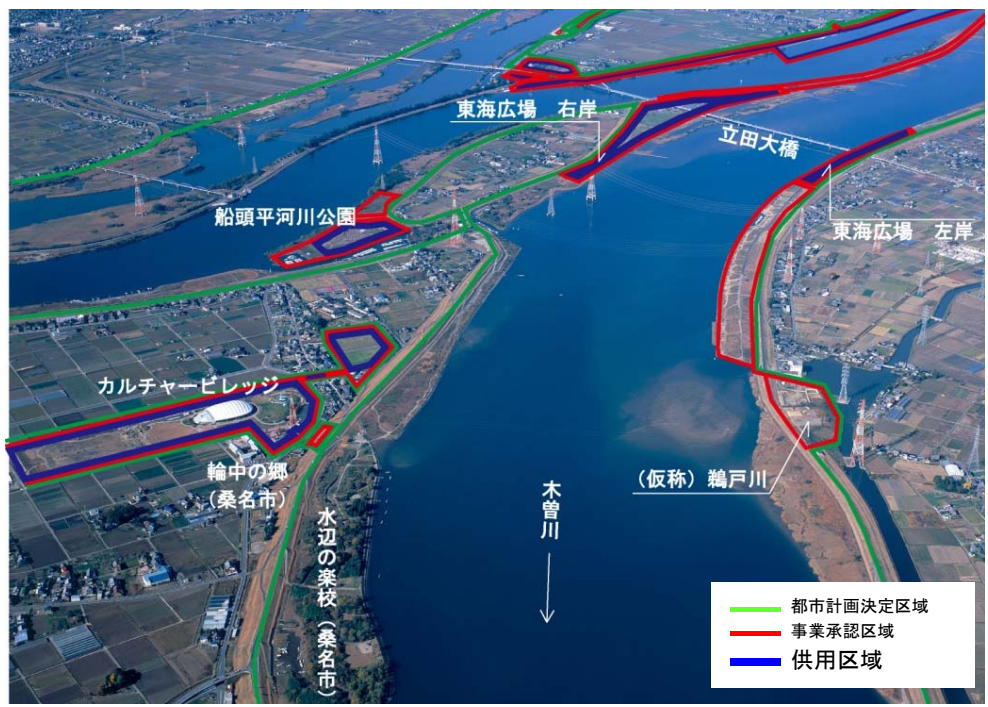 東海広場　右岸
立田大橋
船頭平河川公園
東海広場　左岸
カルチャービレッジ
輪中の郷
（桑名市）
（仮称）鵜戸川
木曽川
水辺の楽校（桑名市）
都市計画決定区域
事業承認区域
供用区域